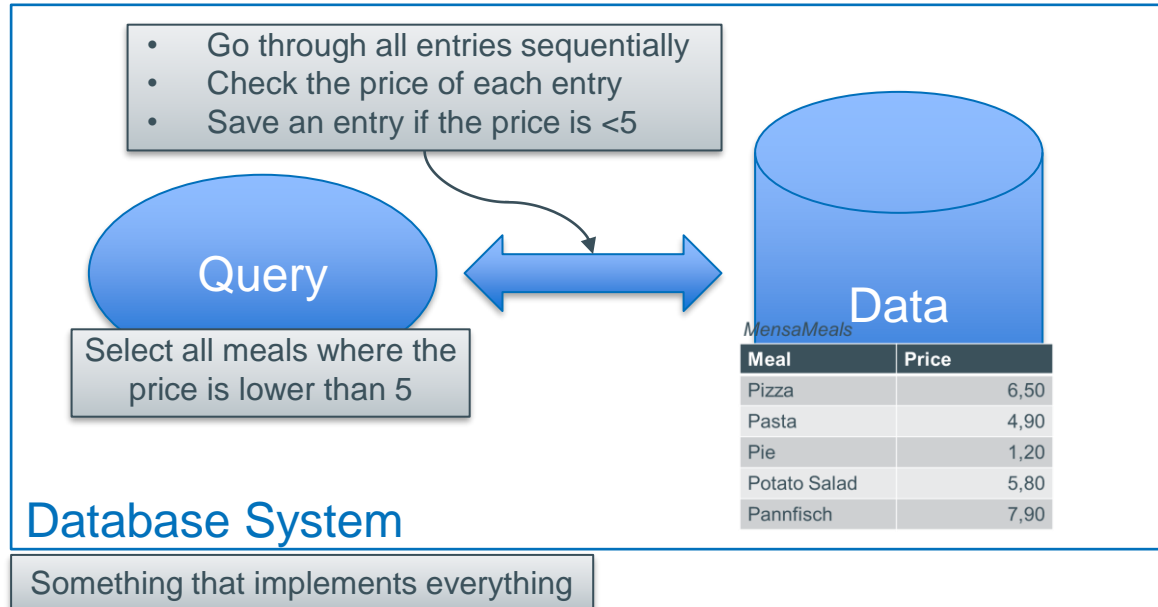 • Go through all entries sequentially
• Check the price of each entry
• Save an entry if the price is <5
Query
Select all meals where the
price is lower than 5
Data
MensaMeals
Meal Price
Pizza 6,50
Pasta 4,90
Pie 1,20
Potato Salad 5,80
Pannfisch 7,90
Database System
Something that implements everything